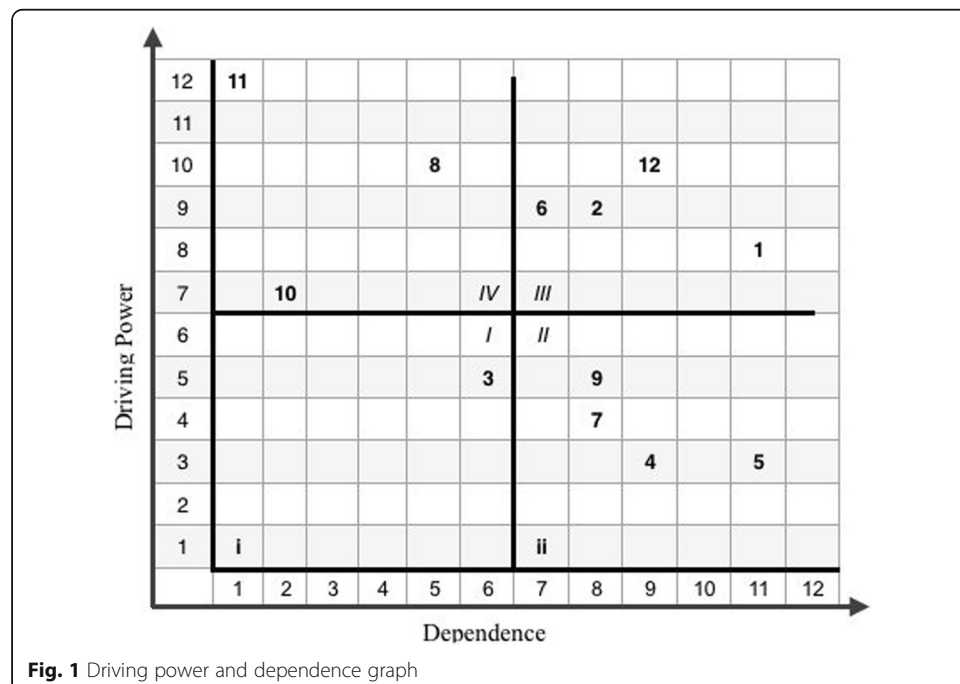 12 11
11
10 8 12
9 6 2
8 1
7 10 IV III
6 I II
5 3 9
4 7
3 4 5
2
1 i ii
1 2 3 4 5 6 7 8 9 10 11 12
Driving Power
Dependence
Fig. 1 Driving power and dependence graph